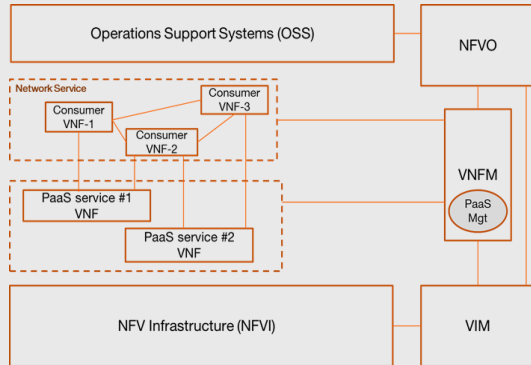 Operations Support Systems (OSS)
NFVO
Network Service
Consumer
VNF-3
Consumer
VNF-1
Consumer
VNF-2
VNFM
PaaS
Mgt
PaaS service #1
VNF
PaaS service #2
VNF
NFV Infrastructure (NFVI)
VIM